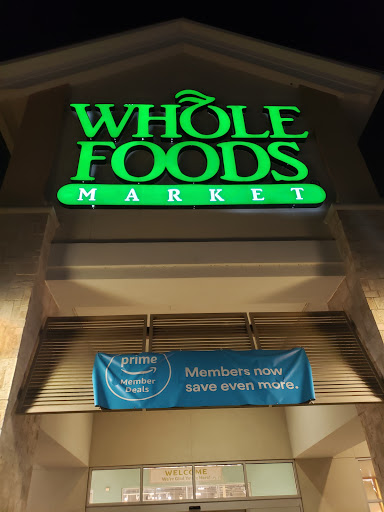 WHOLE
FOODS
MARKET
prime
Member
Deals
Members now
save even more.
WELCOME